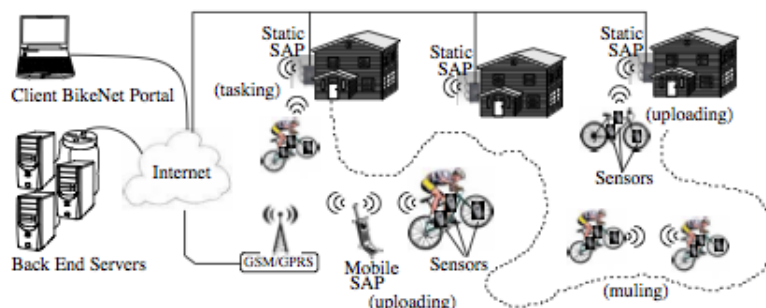 Static
SAP
Static
SAP
Static
SAP
(tasking)
Client BikeNet Portal
(uploading)
Internet
Sensors
Back End Servers
GSM/GPRS
Mobile
SAP
(uploading)
Sensors
(muling)